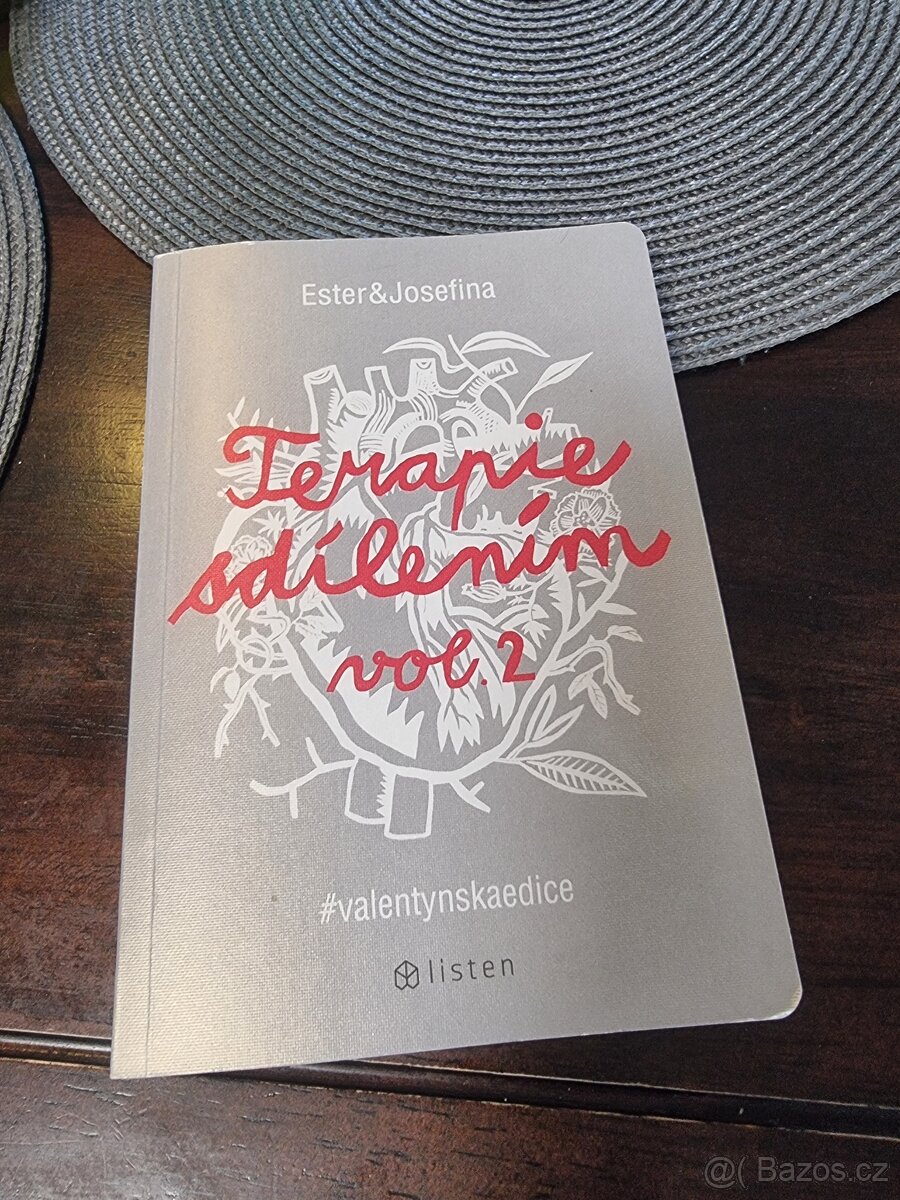 Ester&Josefina
Terapie
sdílením
vol.2
#valentynskaedice
listen
@( Bazos.cz